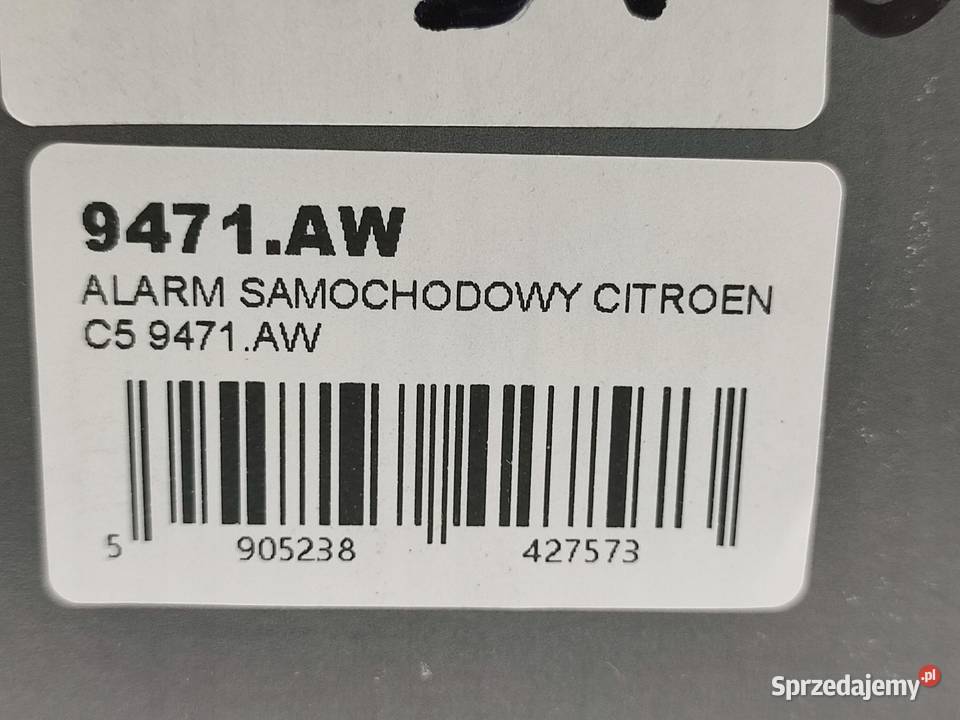 9471.AW
ALARM SAMOCHODOWY CITROEN
C5 9471.AW
5 905238 427573
Sprzedajemy.pl